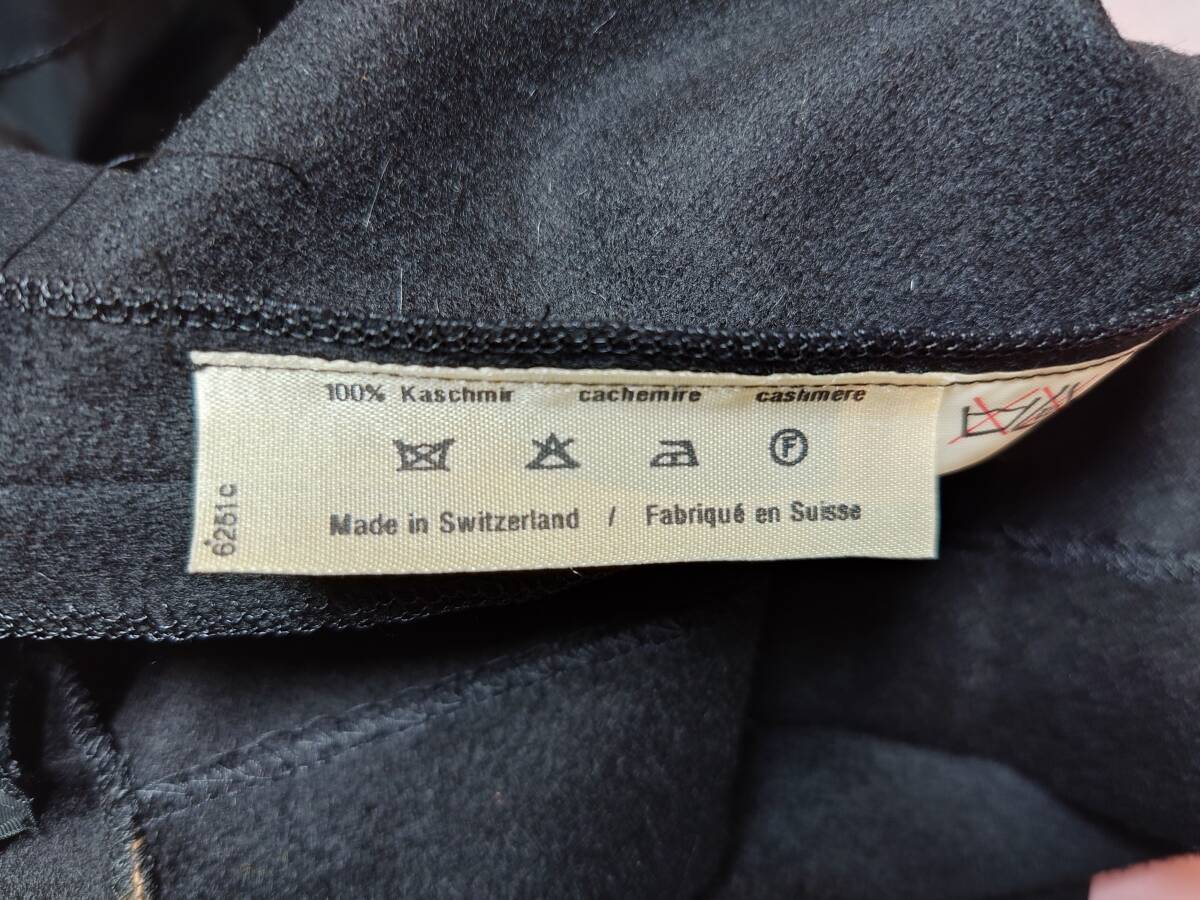 100% Kaschmir cachemire cashmere
F
Made in Switzerland / Fabriqué en Suisse
6251c